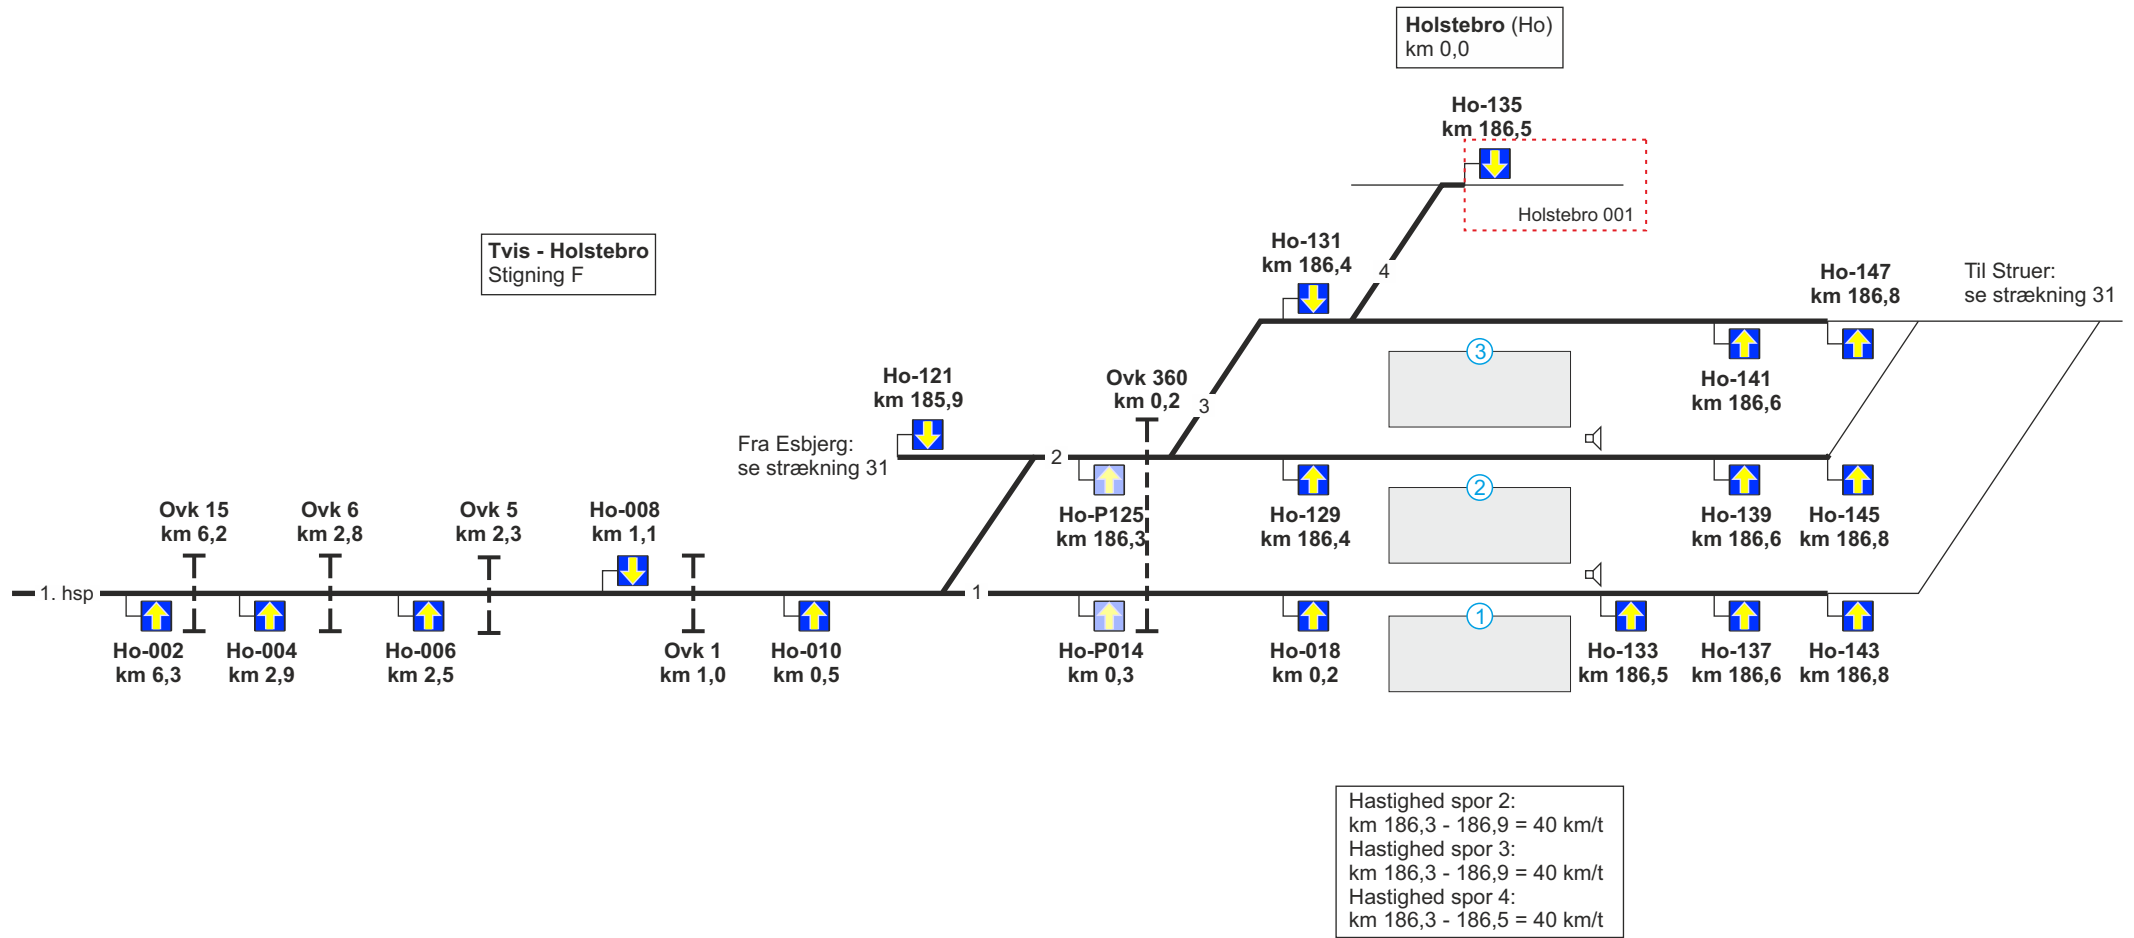 Holstebro (Ho)
km 0,0
Ho-135
km 186,5
Holstebro 001
Tvis - Holstebro
Stigning F
Ho-131
km 186,4
4
Ho-147
km 186,8
Til Struer:
se strækning 31
3
Ho-141
km 186,6
Ho-121
km 185,9
Ovk 360
km 0,2
3
Fra Esbjerg:
se strækning 31
2
Ho-P125
km 186,3
Ho-129
km 186,4
2
Ho-139
km 186,6
Ho-145
km 186,8
Ovk 15
km 6,2
Ovk 6
km 2,8
Ovk 5
km 2,3
Ho-008
km 1,1
1. hsp
1
1
Ho-002
km 6,3
Ho-004
km 2,9
Ho-006
km 2,5
Ovk 1
km 1,0
Ho-010
km 0,5
Ho-P014
km 0,3
Ho-018
km 0,2
Ho-133
km 186,5
Ho-137
km 186,6
Ho-143
km 186,8
Hastighed spor 2:
km 186,3 - 186,9 = 40 km/t
Hastighed spor 3:
km 186,3 - 186,9 = 40 km/t
Hastighed spor 4:
km 186,3 - 186,5 = 40 km/t